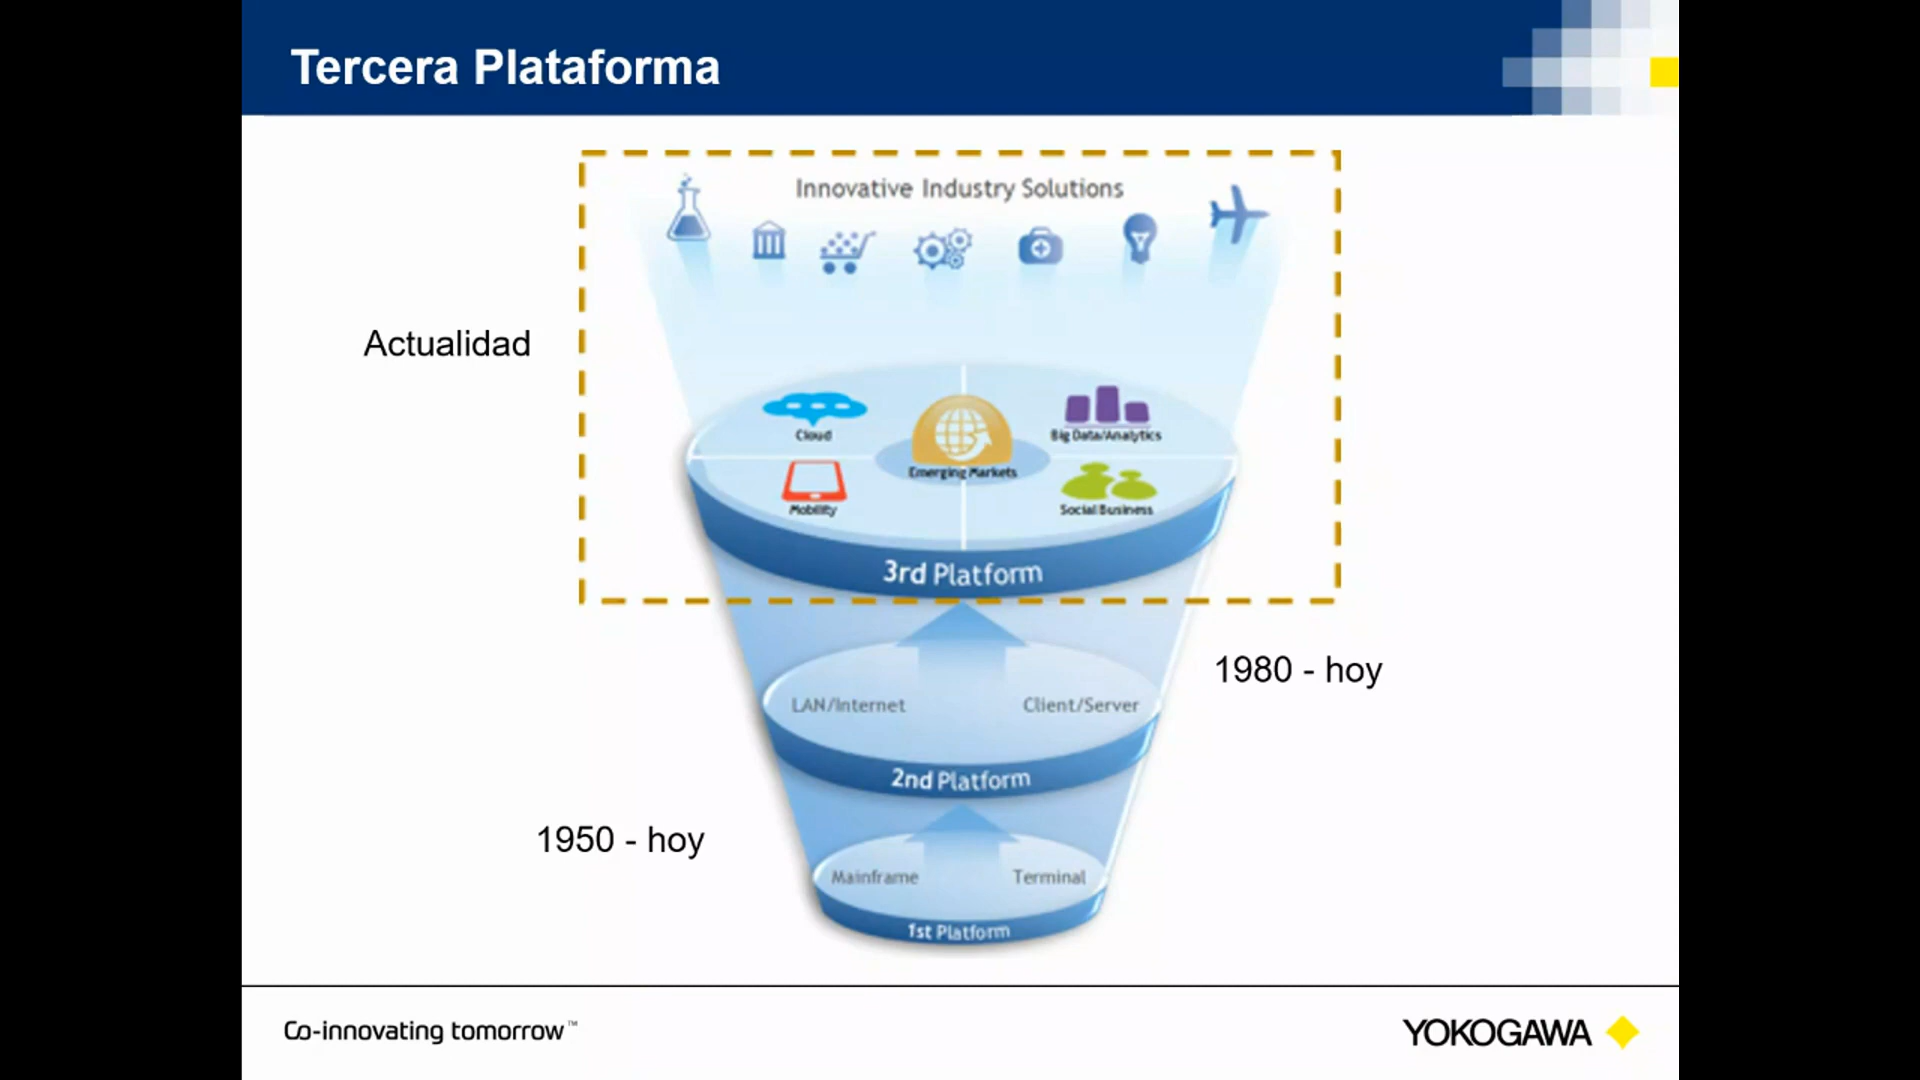 Tercera Plataforma
Innovative Industry Solutions
Actualidad
Cloud
Big Data/Analytics
Emerging Markets
Mobility
Social Business
3rd Platform
1980 - hoy
LAN/Internet
Client/Server
2nd Platform
1950 - hoy
Mainframe
Terminal
1st Platform
Co-innovating tomorrow™
YOKOGAWA